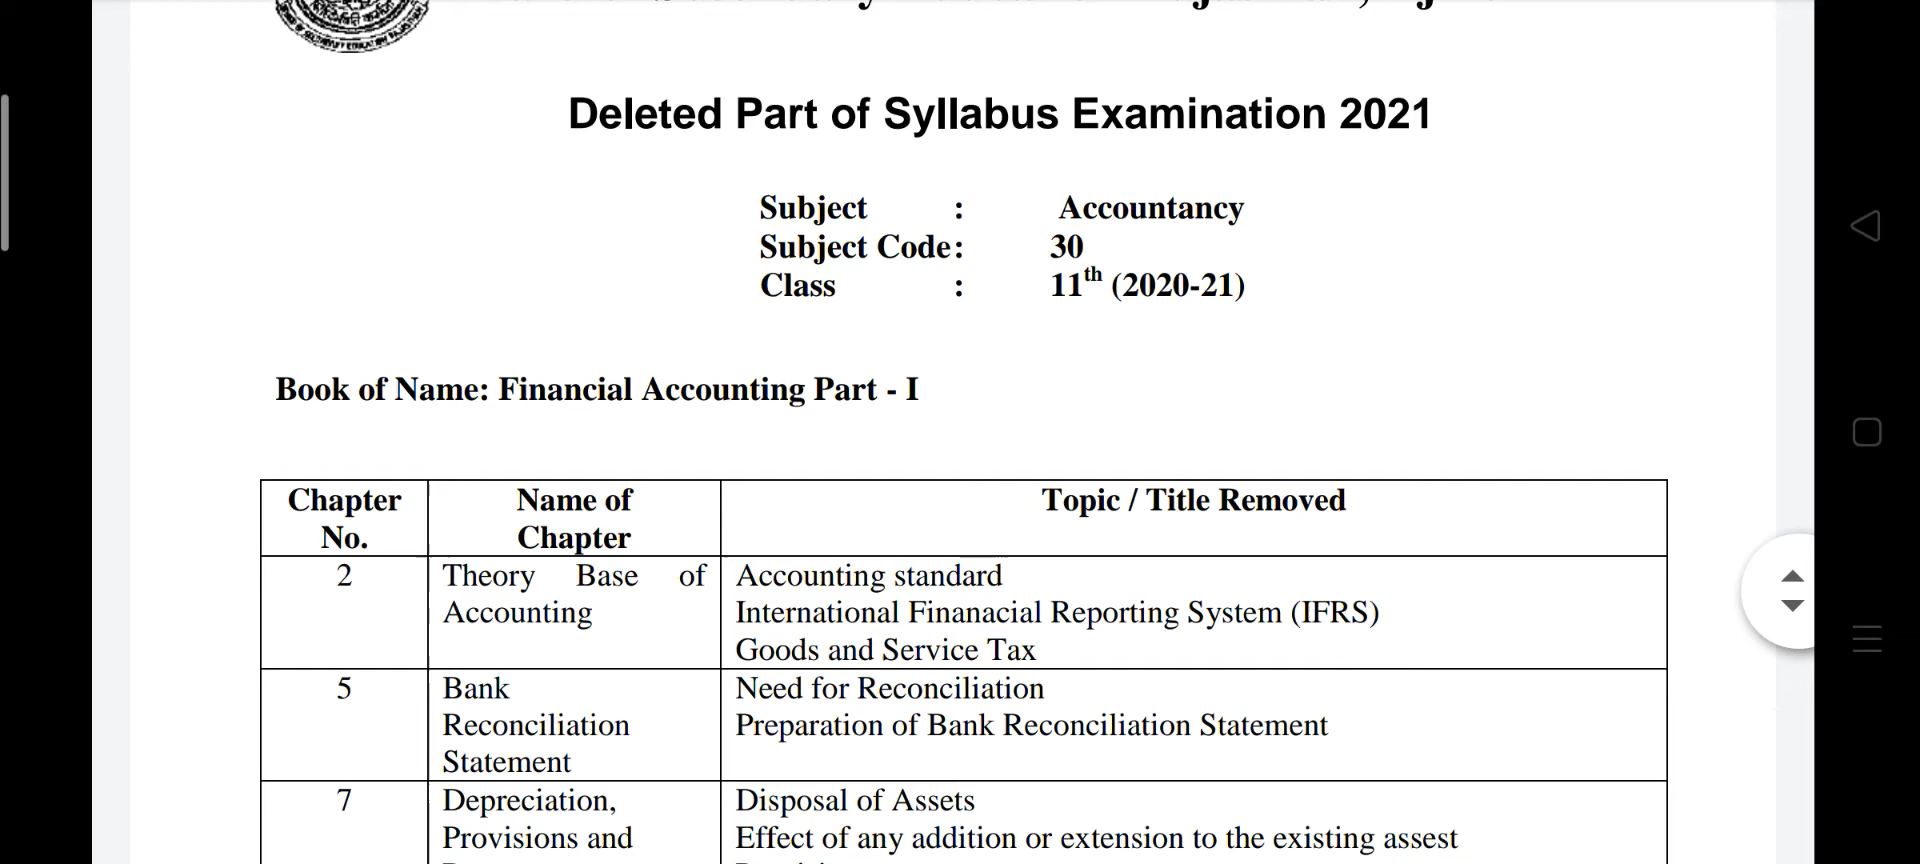 Deleted Part of Syllabus Examination 2021
Subject : Accountancy
Subject Code: 30
Class : 11th (2020-21)
Book of Name: Financial Accounting Part - I
Chapter No. Name of Chapter Topic / Title Removed
2 Theory Base of Accounting
Accounting standard
International Finanacial Reporting System (IFRS)
Goods and Service Tax
5 Bank Reconciliation Statement
Need for Reconciliation
Preparation of Bank Reconciliation Statement
7 Depreciation, Provisions and
Disposal of Assets
Effect of any addition or extension to the existing assest